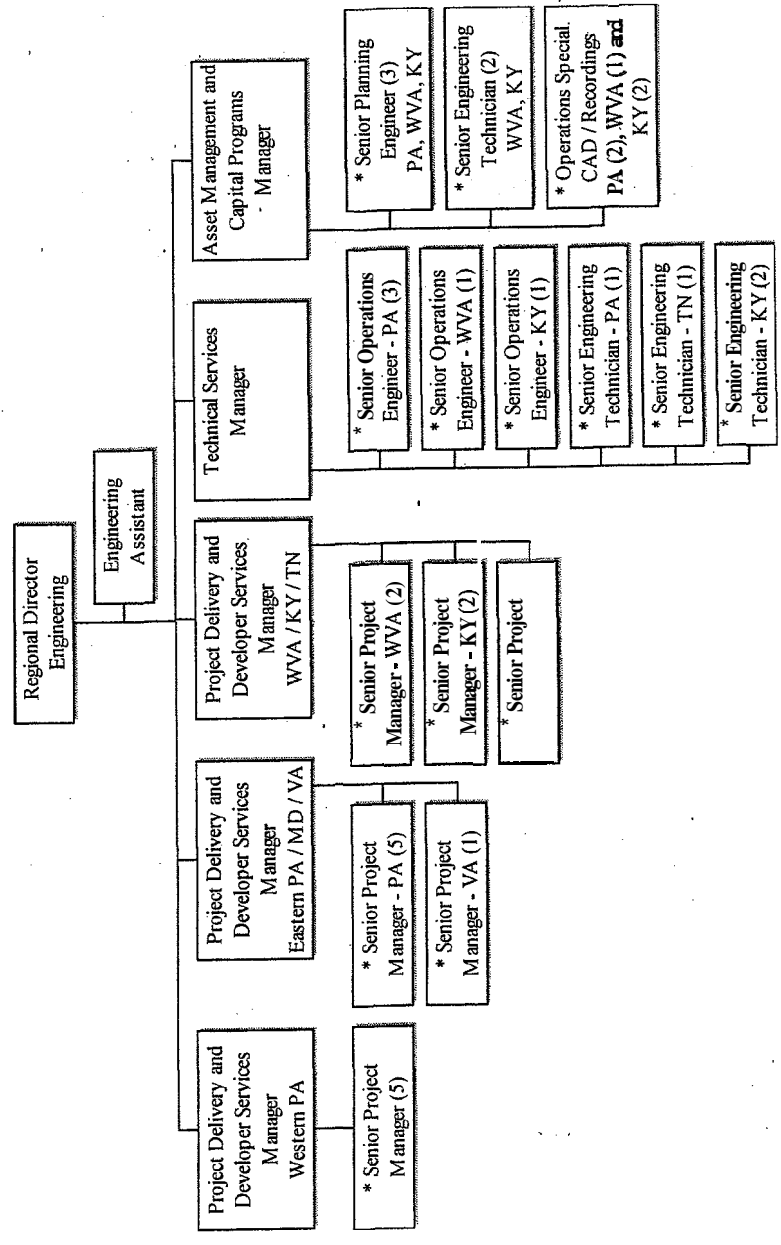 Regional Director
Engineering
Engineering
Assistant
Project Delivery and
Developer Services
Manager
Western PA
* Senior Project
Manager (5)
Project Delivery and
Developer Services
Manager
Eastern PA / MD / VA
* Senior Project
Manager - PA (5)
* Senior Project
Manager - VA (1)
Project Delivery and
Developer Services
Manager
WVA / KY / TN
* Senior Project
Manager - WVA (2)
* Senior Project
Manager - KY (2)
* Senior Project
Technical Services
Manager
* Senior Operations
Engineer - PA (3)
* Senior Operations
Engineer - WVA (1)
* Senior Operations
Engineer - KY (1)
* Senior Engineering
Technician - PA (1)
* Senior Engineering
Technician - TN (1)
* Senior Engineering
Technician - KY (2)
Asset Management and
Capital Programs
Manager
* Senior Planning
Engineer (3)
PA, WVA, KY
* Senior Engineering
Technician (2)
WVA, KY
* Operations Special.
CAD / Recordings
PA (2), WVA (1) and
KY (2)